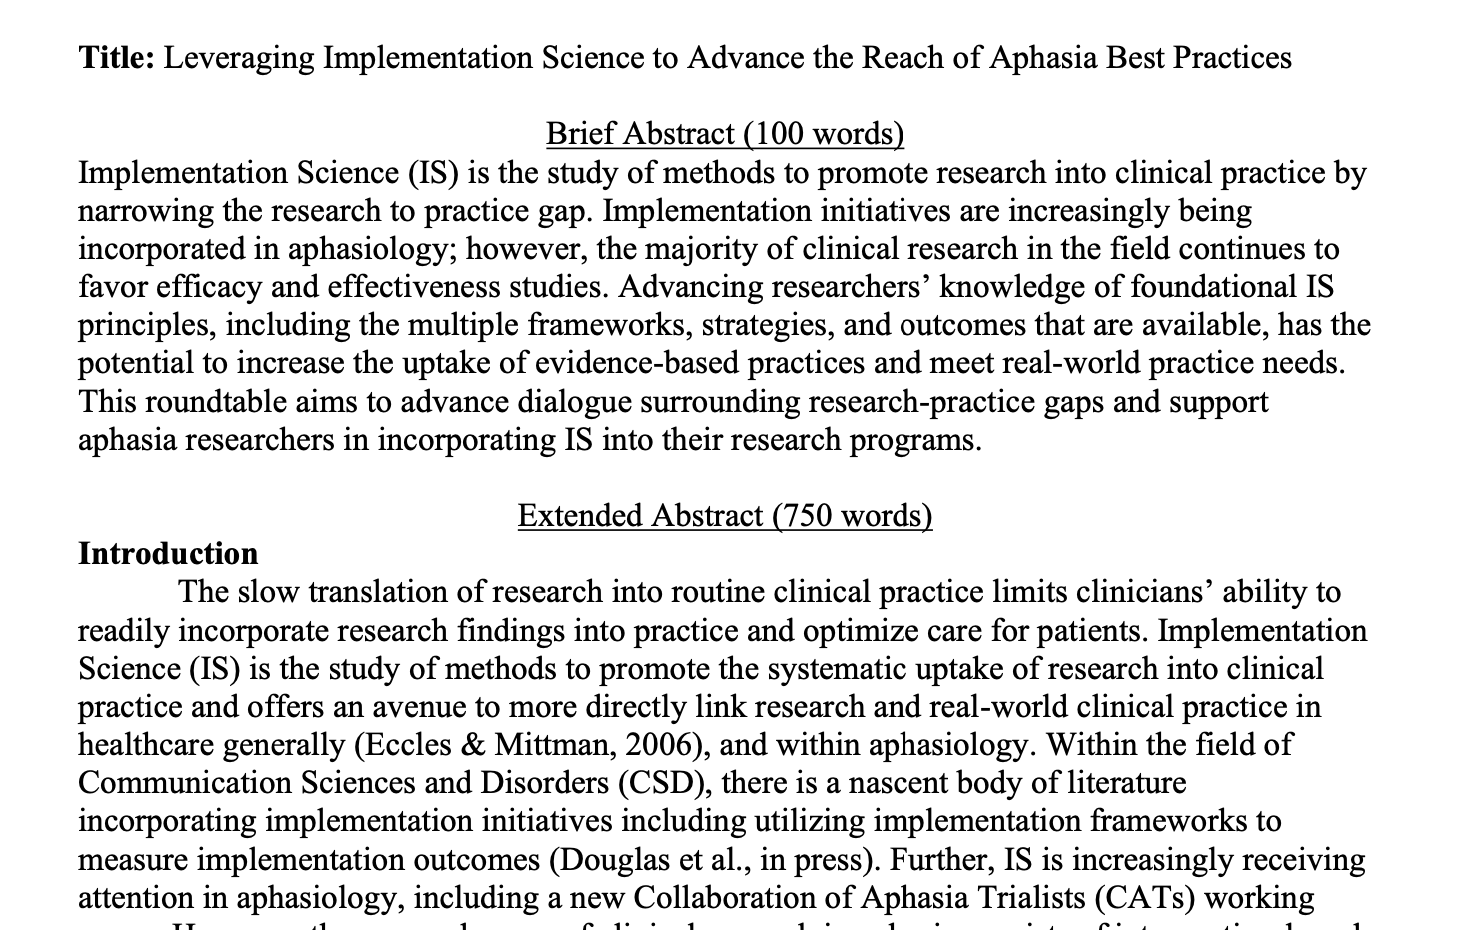 Title: Leveraging Implementation Science to Advance the Reach of Aphasia Best Practices
Brief Abstract (100 words)
Implementation Science (IS) is the study of methods to promote research into clinical practice by
narrowing the research to practice gap. Implementation initiatives are increasingly being
incorporated in aphasiology; however, the majority of clinical research in the field continues to
favor efficacy and effectiveness studies. Advancing researchers’ knowledge of foundational IS
principles, including the multiple frameworks, strategies, and outcomes that are available, has the
potential to increase the uptake of evidence-based practices and meet real-world practice needs.
This roundtable aims to advance dialogue surrounding research-practice gaps and support
aphasia researchers in incorporating IS into their research programs.
Extended Abstract (750 words)
Introduction
The slow translation of research into routine clinical practice limits clinicians’ ability to
readily incorporate research findings into practice and optimize care for patients. Implementation
Science (IS) is the study of methods to promote the systematic uptake of research into clinical
practice and offers an avenue to more directly link research and real-world clinical practice in
healthcare generally (Eccles & Mittman, 2006), and within aphasiology. Within the field of
Communication Sciences and Disorders (CSD), there is a nascent body of literature
incorporating implementation initiatives including utilizing implementation frameworks to
measure implementation outcomes (Douglas et al., in press). Further, IS is increasingly receiving
attention in aphasiology, including a new Collaboration of Aphasia Trialists (CATs) working